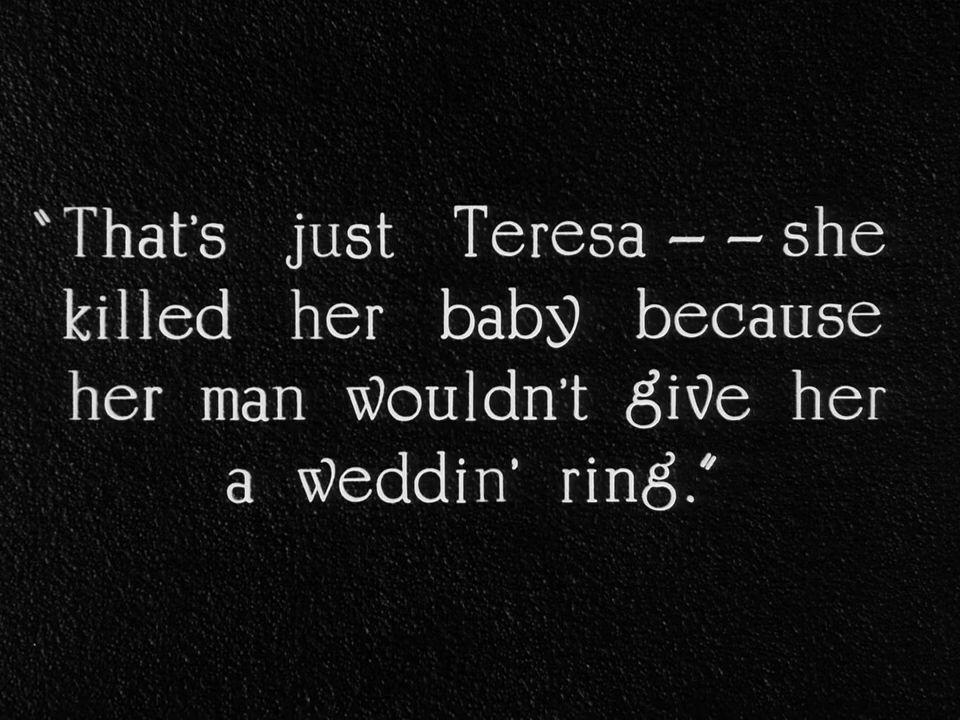 "That's just Teresa — — she
killed her baby because
her man wouldn't give her
a weddin' ring."